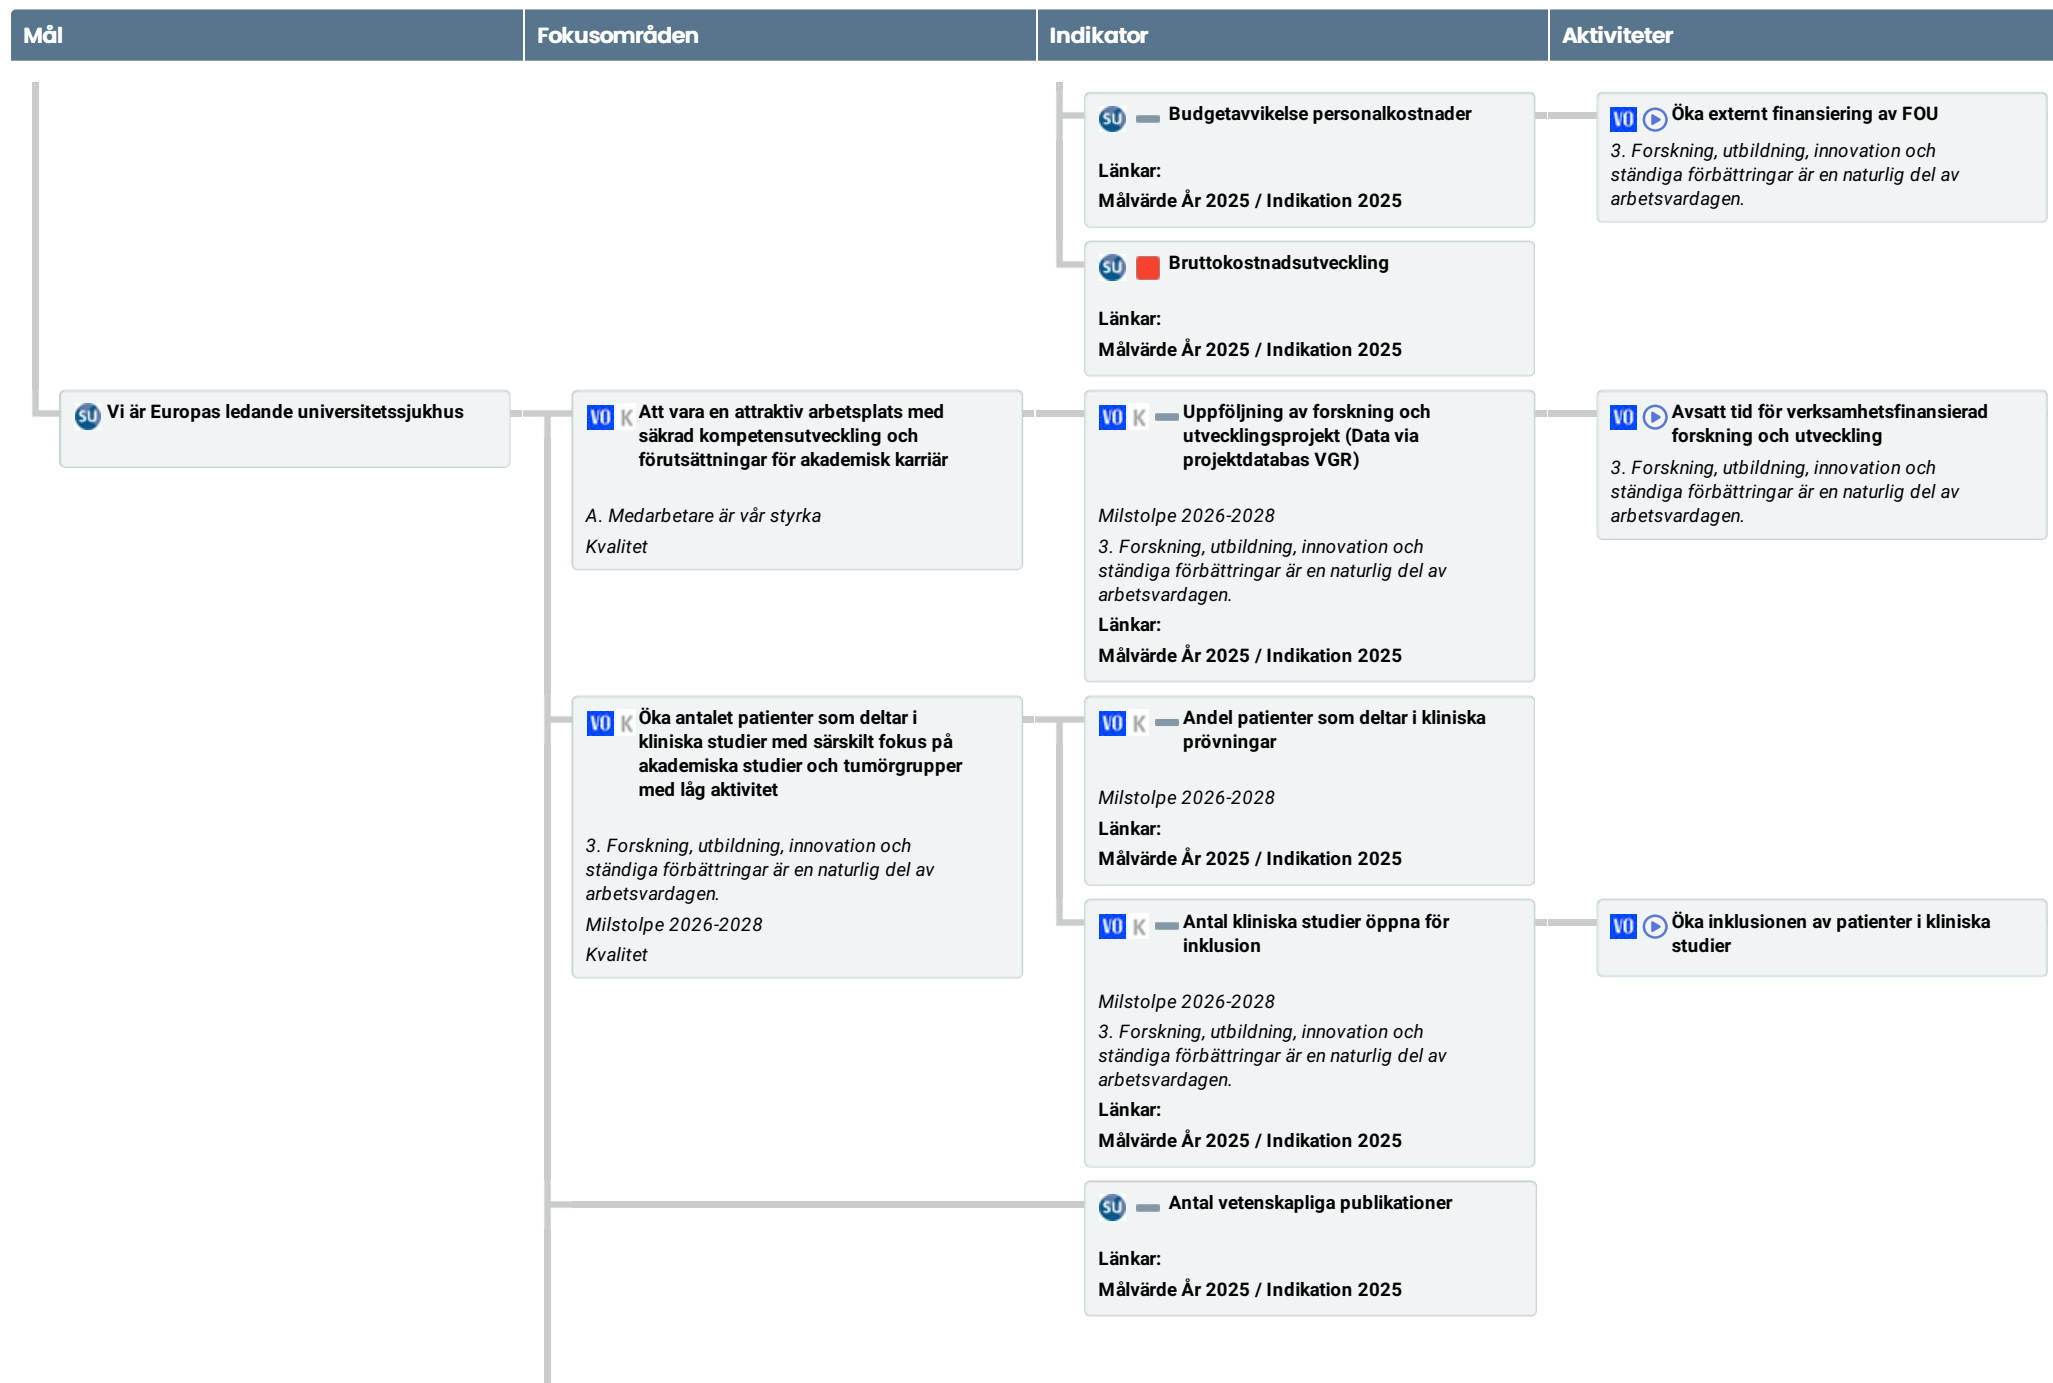 Mål
Fokusområden
Indikator
Aktiviteter
SU Budgetavvikelse personalkostnader
Länkar:
Målvärde År 2025 / Indikation 2025
VO Öka externt finansiering av FOU
3. Forskning, utbildning, innovation och
ständiga förbättringar är en naturlig del av
arbetsvardagen.
SU Bruttokostnadsutveckling
Länkar:
Målvärde År 2025 / Indikation 2025
SU Vi är Europas ledande universitetssjukhus
VO K Att vara en attraktiv arbetsplats med
säkrad kompetensutveckling och
förutsättningar för akademisk karriär
A. Medarbetare är vår styrka
Kvalitet
VO K Uppföljning av forskning och
utvecklingsprojekt (Data via
projektdatabas VGR)
Milstolpe 2026-2028
3. Forskning, utbildning, innovation och
ständiga förbättringar är en naturlig del av
arbetsvardagen.
Länkar:
Målvärde År 2025 / Indikation 2025
VO Avsatt tid för verksamhetsfinansierad
forskning och utveckling
3. Forskning, utbildning, innovation och
ständiga förbättringar är en naturlig del av
arbetsvardagen.
VO K Öka antalet patienter som deltar i
kliniska studier med särskilt fokus på
akademiska studier och tumörgrupper
med låg aktivitet
3. Forskning, utbildning, innovation och
ständiga förbättringar är en naturlig del av
arbetsvardagen.
Milstolpe 2026-2028
Kvalitet
VO K Andel patienter som deltar i kliniska
prövningar
Milstolpe 2026-2028
Länkar:
Målvärde År 2025 / Indikation 2025
VO K Antal kliniska studier öppna för
inklusion
Milstolpe 2026-2028
3. Forskning, utbildning, innovation och
ständiga förbättringar är en naturlig del av
arbetsvardagen.
Länkar:
Målvärde År 2025 / Indikation 2025
VO Öka inklusionen av patienter i kliniska
studier
SU Antal vetenskapliga publikationer
Länkar:
Målvärde År 2025 / Indikation 2025